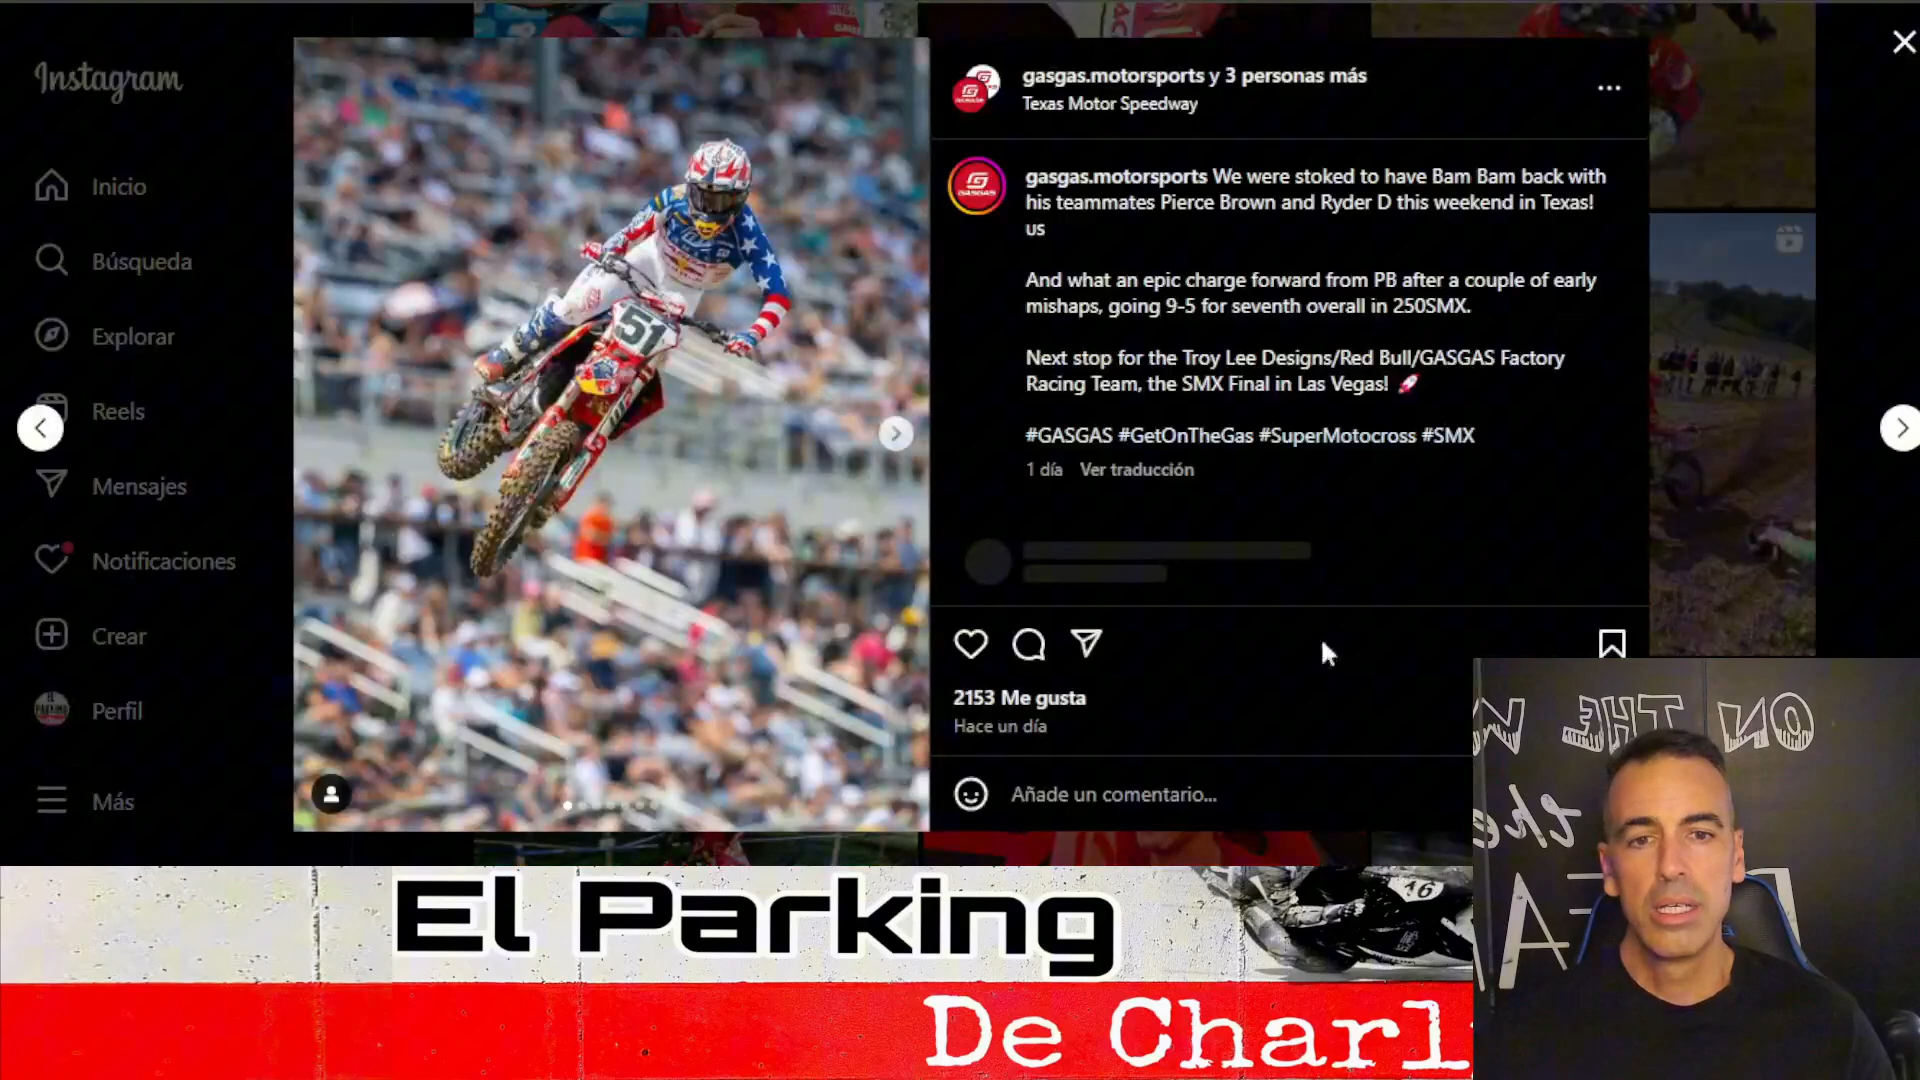 Instagram
Inicio
Búsqueda
Explorar
Reels
Mensajes
Notificaciones
Crear
Perfil
Más
51
gasgas.motorsports y 3 personas más
Texas Motor Speedway
gasgas.motorsports We were stoked to have Bam Bam back with
his teammates Pierce Brown and Ryder D this weekend in Texas!
us
And what an epic charge forward from PB after a couple of early
mishaps, going 9-5 for seventh overall in 250SMX.
Next stop for the Troy Lee Designs/Red Bull/GASGAS Factory
Racing Team, the SMX Final in Las Vegas! 🚀
#GASGAS #GetOnTheGas #SuperMotocross #SMX
1 día Ver traducción
2153 Me gusta
Hace un día
Añade un comentario...
GASGAS
ON THE
the
El Parking
De Charl
16